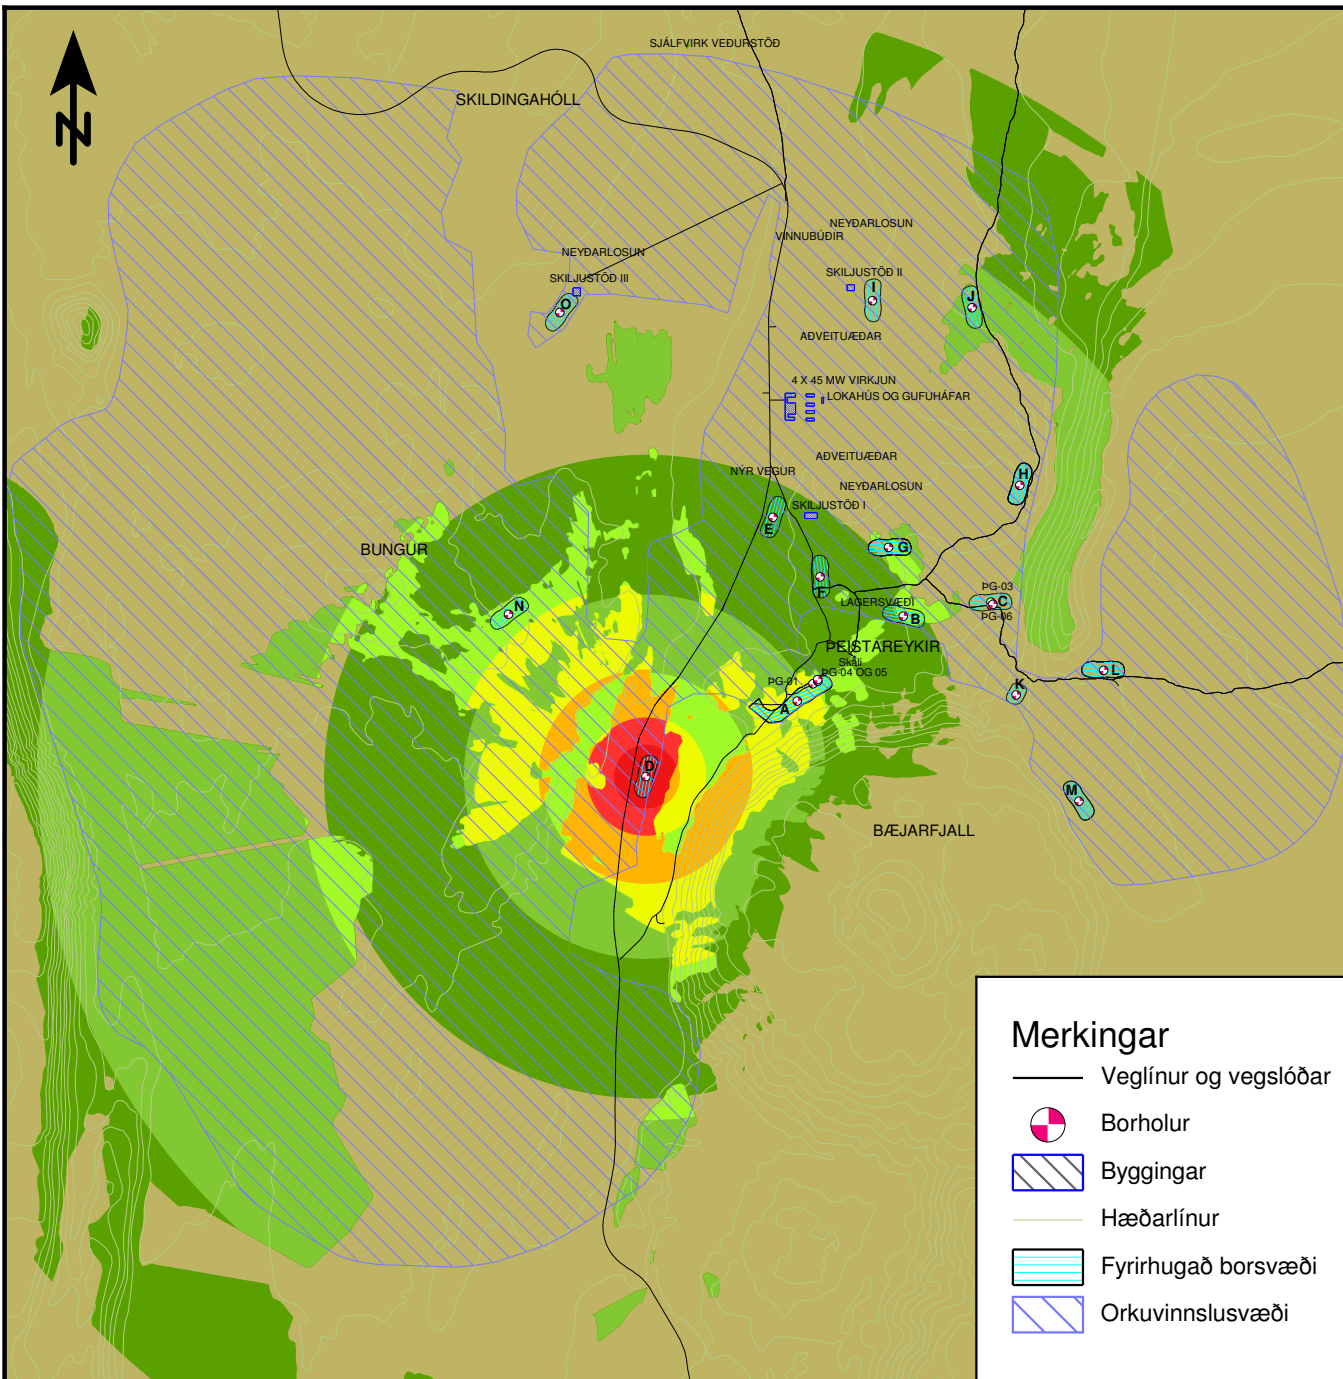 SJÁLFVIRK VEÐURSTÖÐ
SKILDINGAHÓLL
N
NEYÐARLOSUN
VINNUBÚÐIR
NEYÐARLOSUN
SKILJUSTÖÐ III
SKILJUSTÖÐ II
O
I
J
AÐVEITUÆÐAR
4 X 45 MW VIRKJUN
LOKAHÚS OG GUFUHÁFAR
AÐVEITUÆÐAR
NÝR VEGUR
NEYÐARLOSUN
H
SKILJUSTÖÐ I
E
BUNGUR
G
F
ÞG-03
LAGERSVÆÐI
C
N
B
ÞG-06
ÞEISTAREYKIR
Skáli
ÞG-04 OG 05
ÞG-01
L
K
A
D
M
BÆJARFJALL
Merkingar
Veglínur og vegslóðar
Borholur
Byggingar
Hæðarlínur
Fyrirhugað borsvæði
Orkuvinnslusvæði